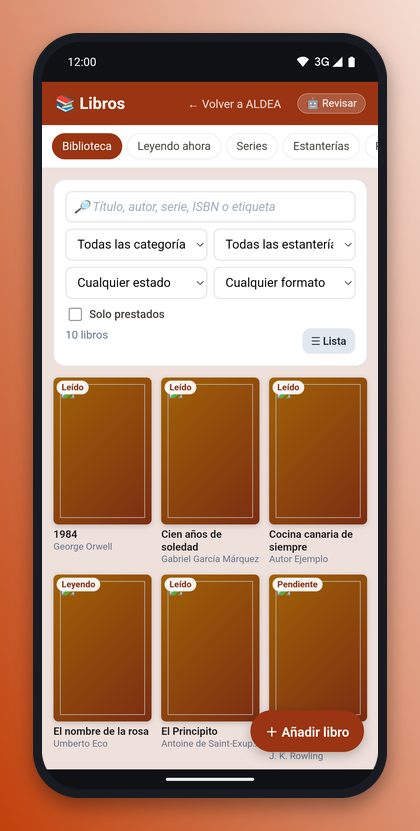 12:00
3G
📚 Libros
← Volver a ALDEA
🤖 Revisar
Biblioteca
Leyendo ahora
Series
Estanterías
🔎 Título, autor, serie, ISBN o etiqueta
Todas las categoría
Todas las estantería
Cualquier estado
Cualquier formato
Solo prestados
10 libros
☰ Lista
Leído
Leído
Leído
1984
George Orwell
Cien años de
soledad
Gabriel García Márquez
Cocina canaria de
siempre
Autor Ejemplo
Leyendo
Leído
Pendiente
El nombre de la rosa
Umberto Eco
El Principito
Antoine de Saint-Exup...
+ Añadir libro
J. K. Rowling